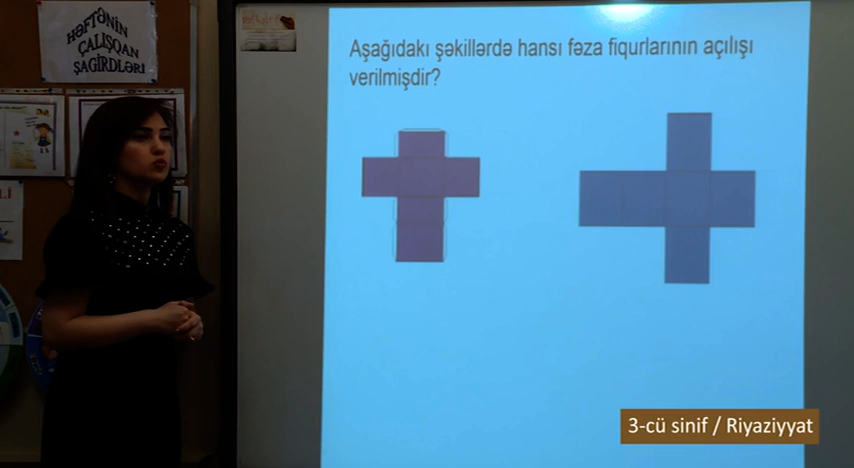 HƏFTƏNİN
ÇALIŞQAN
ŞAGİRDLƏRİ
Aşağıdakı şəkillərdə hansı fəza fiqurlarının açılışı
verilmişdir?
3-cü sinif / Riyaziyyat